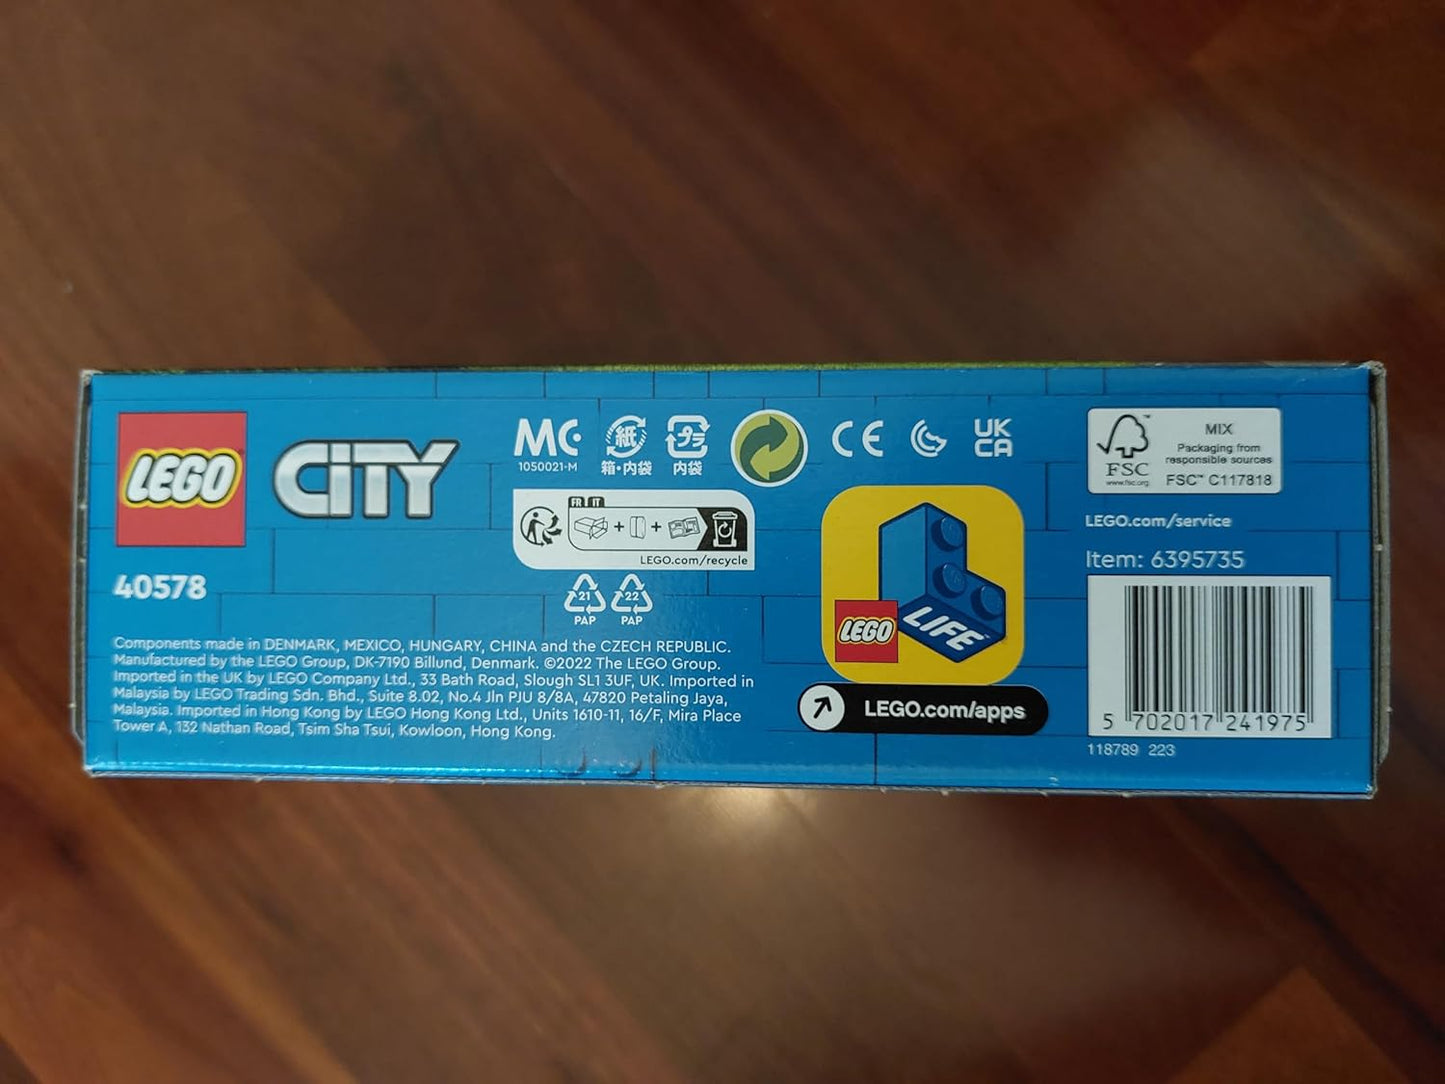 LEGO
CITY
40578
Components made in DENMARK, MEXICO, HUNGARY, CHINA and the CZECH REPUBLIC.
Manufactured by the LEGO Group, DK-7190 Billund, Denmark. ©2022 The LEGO Group.
Imported in the UK by LEGO Company Ltd., 33 Bath Road, Slough SL1 3UF, UK. Imported in
Malaysia by LEGO Trading Sdn. Bhd., Suite 8.02, No.4 Jln PJU 8/8A, 47820 Petaling Jaya,
Malaysia. Imported in Hong Kong by LEGO Hong Kong Ltd., Units 1610-11, 16/F, Mira Place
Tower A, 132 Nathan Road, Tsim Sha Tsui, Kowloon, Hong Kong.
MC
1050021-M
紙
箱・内袋
プラ
内袋
CE
UK
CA
FR IT
+ +
LEGO.com/recycle
21
PAP
22
PAP
LEGO
LIFE™
LEGO.com/apps
FSC™
www.fsc.org
MIX
Packaging from
responsible sources
FSC™ C117818
LEGO.com/service
Item: 6395735
5 702017 241975
118789 223